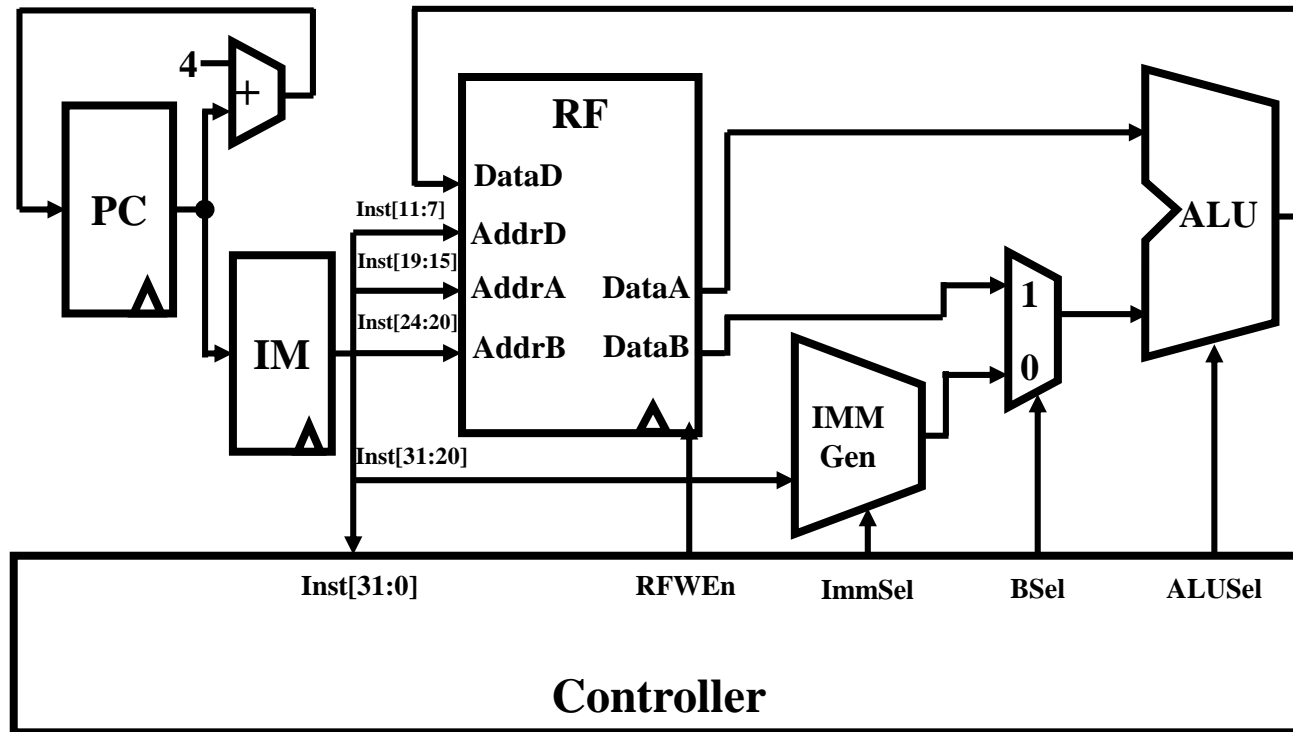 4
+
RF
PC
DataD
Inst[11:7]
AddrD
ALU
Inst[19:15]
AddrA
DataA
1
Inst[24:20]
IM
AddrB
DataB
0
IMM
Gen
Inst[31:20]
Inst[31:0]
RFWEn
ImmSel
BSel
ALUSel
Controller